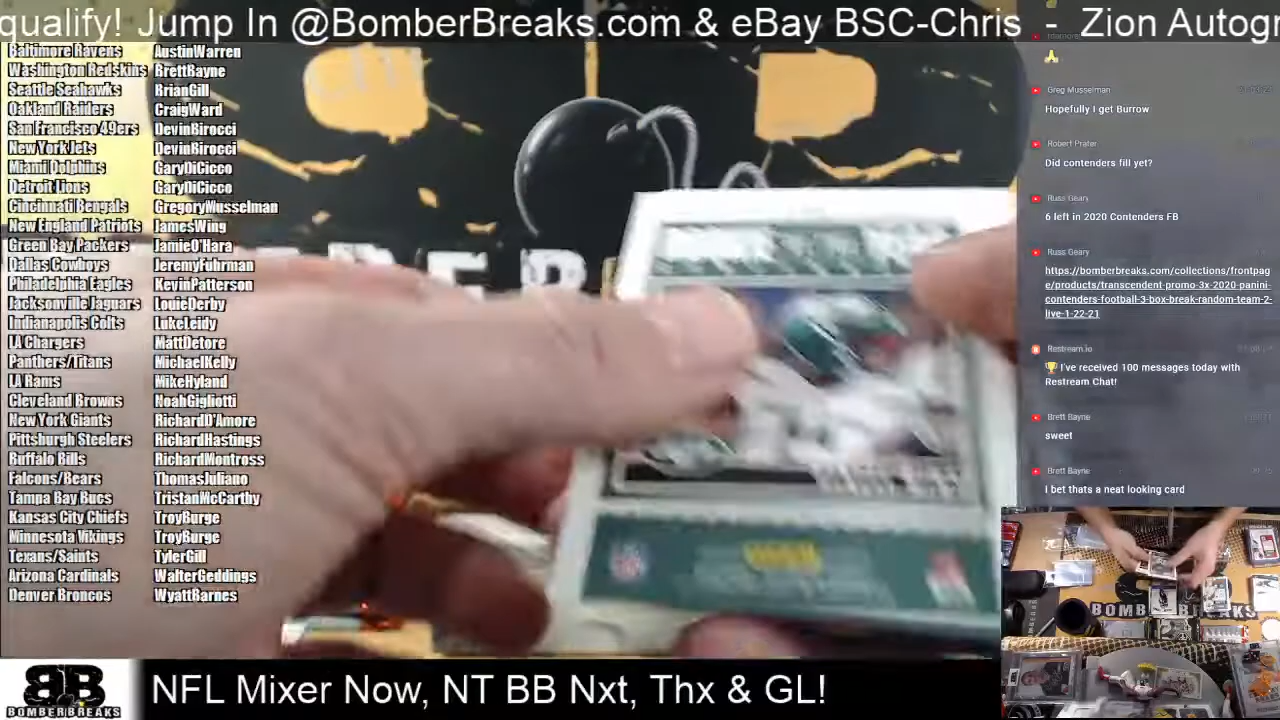 qualify! Jump In @BomberBreaks.com & eBay BSC-Chris - Zion Autogr
Baltimore Ravens AustinWarren
Washington Redskins BrettBayne
Seattle Seahawks BrianGill
Oakland Raiders CraigWard
San Francisco 49ers DevinBirocci
New York Jets DevinBirocci
Miami Dolphins GaryDiCicco
Detroit Lions GaryDiCicco
Cincinnati Bengals GregoryMusselman
New England Patriots JamesWing
Green Bay Packers JamieO'Hara
Dallas Cowboys JeremyFuhrman
Philadelphia Eagles KevinPatterson
Jacksonville Jaguars LouieDerby
Indianapolis Colts LukeLeidy
LA Chargers MattDetore
Panthers/Titans MichaelKelly
LA Rams MikeHyland
Cleveland Browns NoahGigliotti
New York Giants RichardD'Amore
Pittsburgh Steelers RichardHastings
Buffalo Bills RichardMontross
Falcons/Bears ThomasJuliano
Tampa Bay Bucs TristanMcCarthy
Kansas City Chiefs TroyBurge
Minnesota Vikings TroyBurge
Texans/Saints TylerGill
Arizona Cardinals WalterGeddings
Denver Broncos WyattBarnes
Greg Musselman
Hopefully I get Burrow
Robert Prater
Did contenders fill yet?
Russ Geary
6 left in 2020 Contenders FB
Russ Geary
https://bomberbreaks.com/collections/frontpag
e/products/transcendent-promo-3x-2020-panini-
contenders-football-3-box-break-random-team-2-
live-1-22-21
Restream.io
🏆 I've received 100 messages today with
Restream Chat!
Brett Bayne
sweet
Brett Bayne
I bet thats a neat looking card
BOMB BREAKS
BB
BOMBERBREAKS
NFL Mixer Now, NT BB Nxt, Thx & GL!